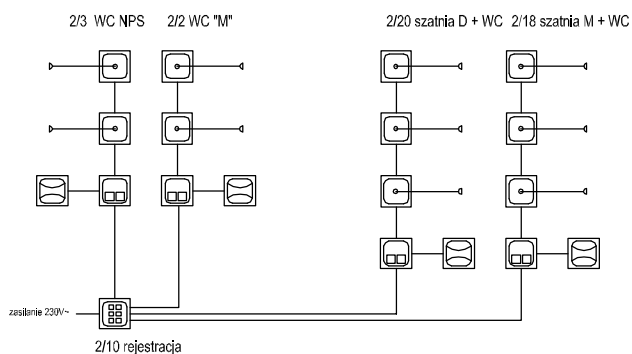 2/3 WC NPS
2/2 WC "M"
2/20 szatnia D + WC
2/18 szatnia M + WC
zasilanie 230V~
2/10 rejestracja